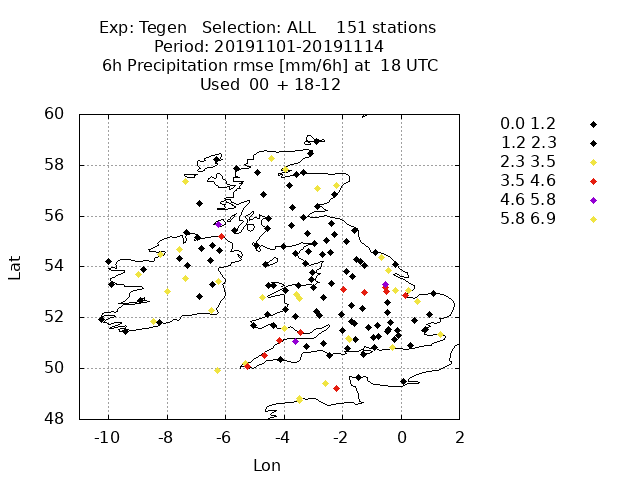 Exp: Tegen Selection: ALL 151 stations
Period: 20191101-20191114
6h Precipitation rmse [mm/6h] at 18 UTC
Used 00 + 18-12
60
58
56
54
52
50
48
-10 -8 -6 -4 -2 0 2
Lat
Lon
0.0 1.2
1.2 2.3
2.3 3.5
3.5 4.6
4.6 5.8
5.8 6.9